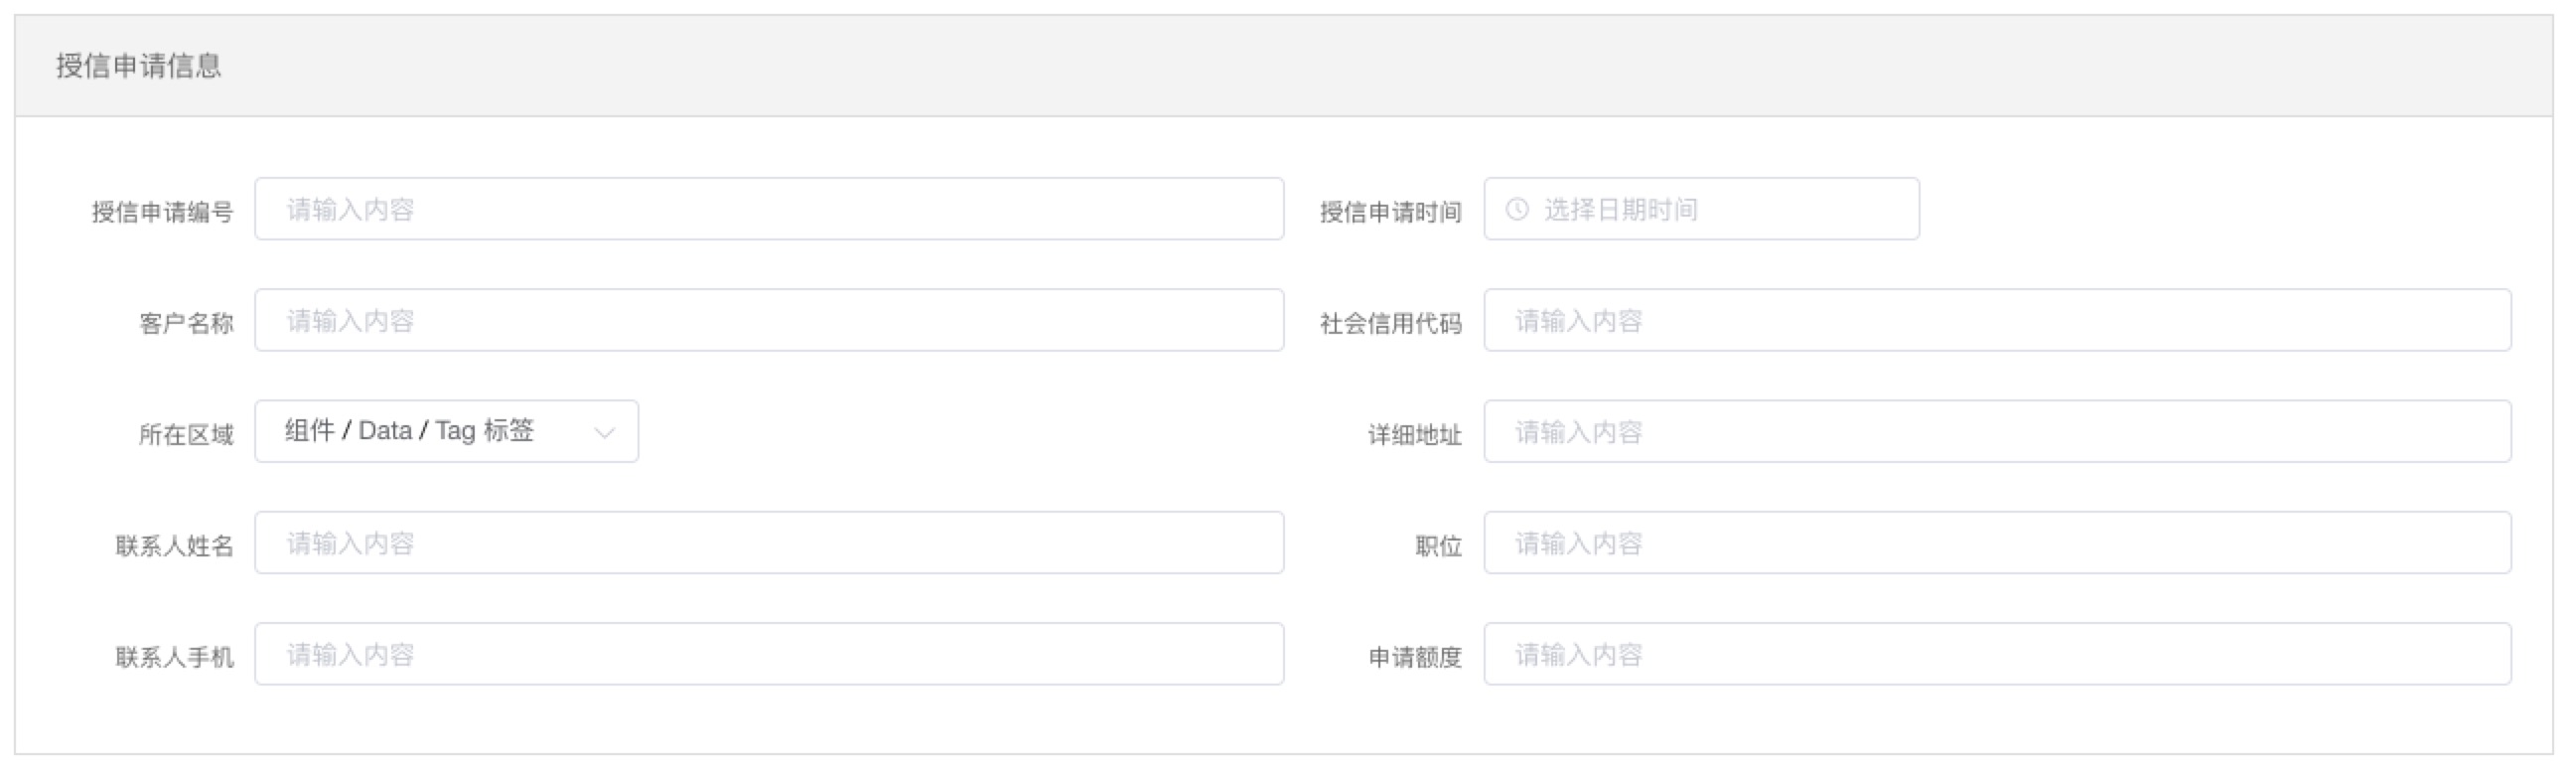 授信申请信息
授信申请编号 请输入内容 授信申请时间 选择日期时间
客户名称 请输入内容 社会信用代码 请输入内容
所在区域 组件 / Data / Tag 标签 详细地址 请输入内容
联系人姓名 请输入内容 职位 请输入内容
联系人手机 请输入内容 申请额度 请输入内容